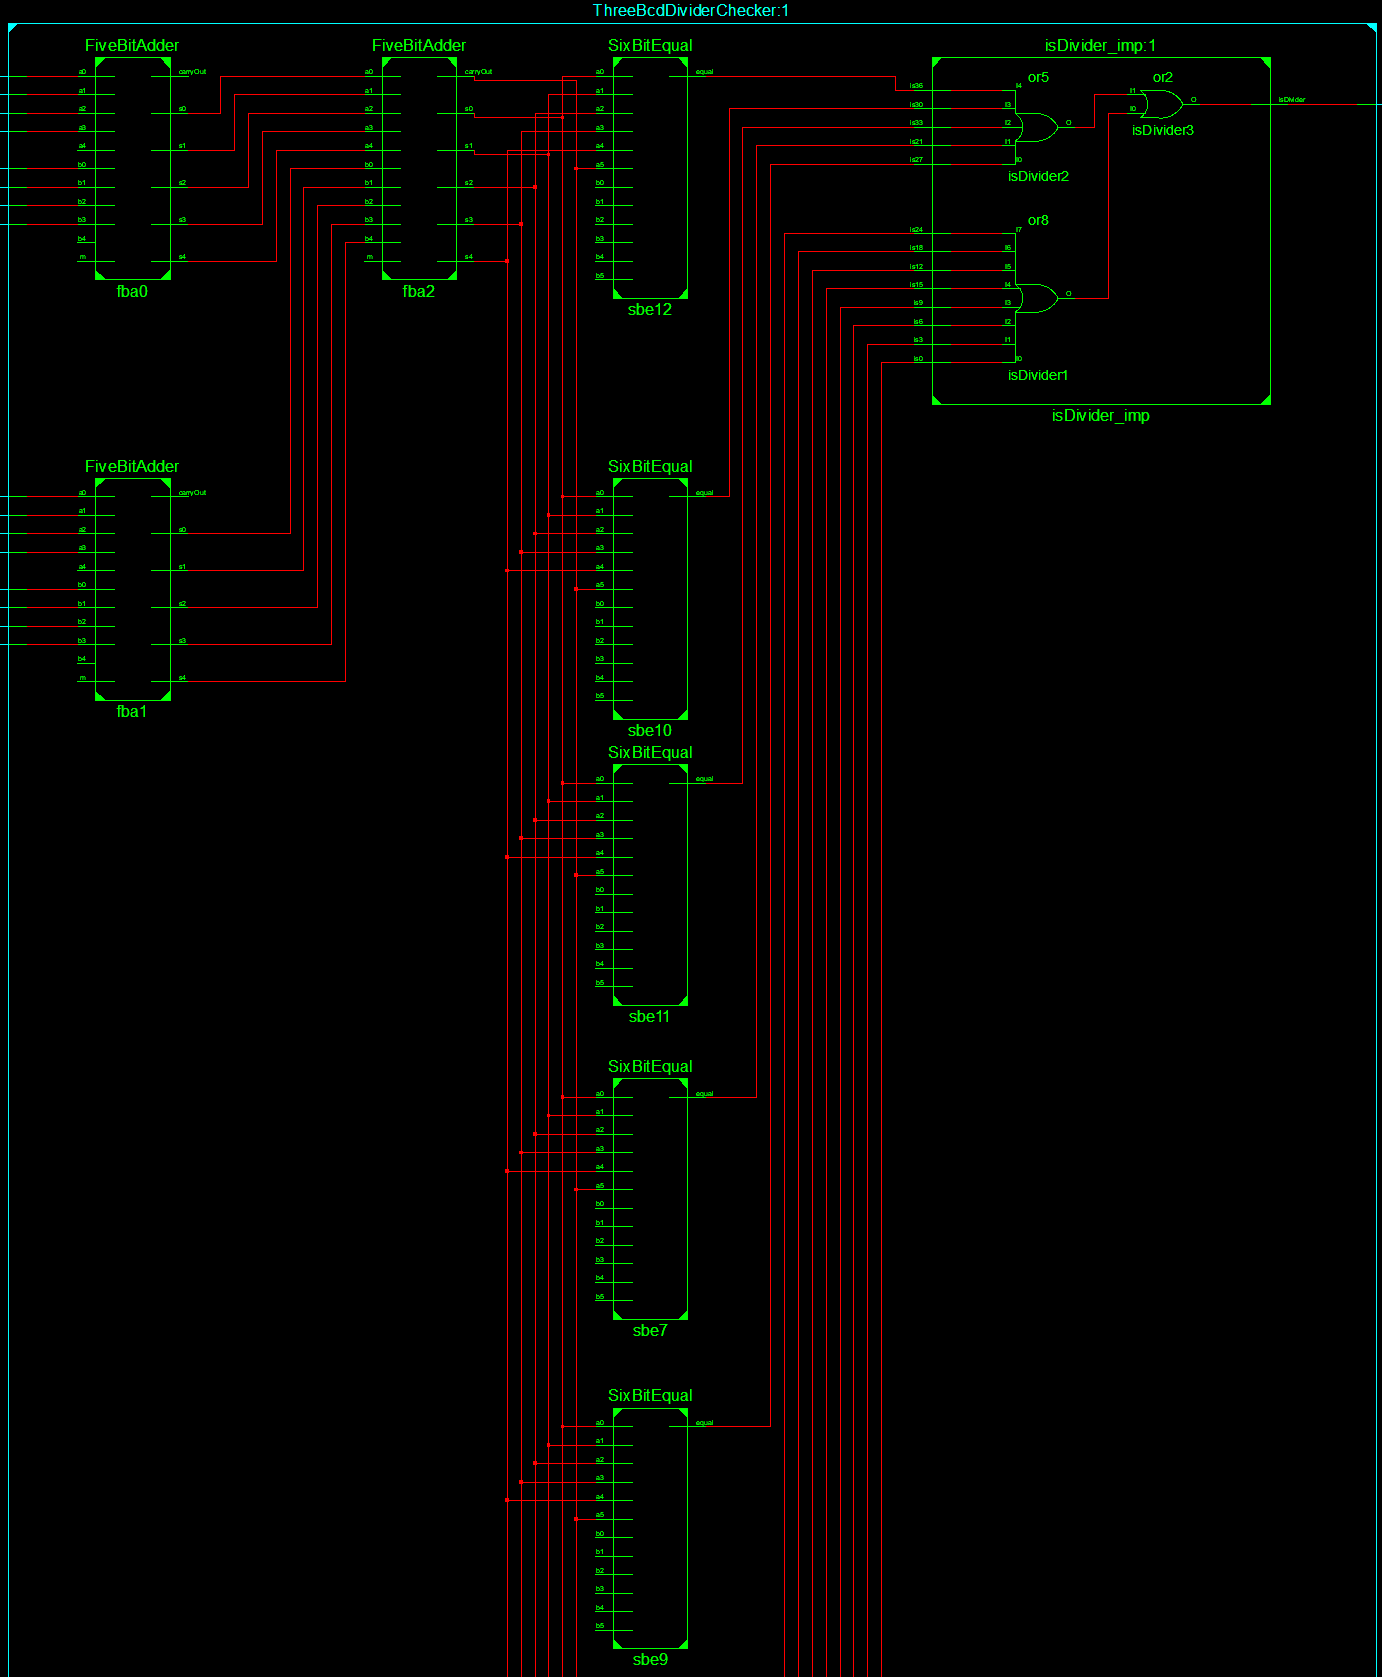 ThreeBcdDividerChecker:1
FiveBitAdder
a0
a1
a2
a3
a4
b0
b1
b2
b3
b4
m
carryOut
s0
s1
s2
s3
s4
fba0
FiveBitAdder
a0
a1
a2
a3
a4
b0
b1
b2
b3
b4
m
carryOut
s0
s1
s2
s3
s4
fba2
SixBitEqual
a0
a1
a2
a3
a4
a5
b0
b1
b2
b3
b4
b5
equal
sbe12
isDivider_imp:1
or5
is36
is30
is33
is21
is27
I4
I3
I2
I1
I0
O
isDivider2
or2
I1
I0
O
isDivider3
isDivider
or8
is24
is18
is12
is15
is9
is6
is3
is0
I7
I6
I5
I4
I3
I2
I1
I0
O
isDivider1
isDivider_imp
FiveBitAdder
a0
a1
a2
a3
a4
b0
b1
b2
b3
b4
m
carryOut
s0
s1
s2
s3
s4
fba1
SixBitEqual
a0
a1
a2
a3
a4
a5
b0
b1
b2
b3
b4
b5
equal
sbe10
SixBitEqual
a0
a1
a2
a3
a4
a5
b0
b1
b2
b3
b4
b5
equal
sbe11
SixBitEqual
a0
a1
a2
a3
a4
a5
b0
b1
b2
b3
b4
b5
equal
sbe7
SixBitEqual
a0
a1
a2
a3
a4
a5
b0
b1
b2
b3
b4
b5
equal
sbe9